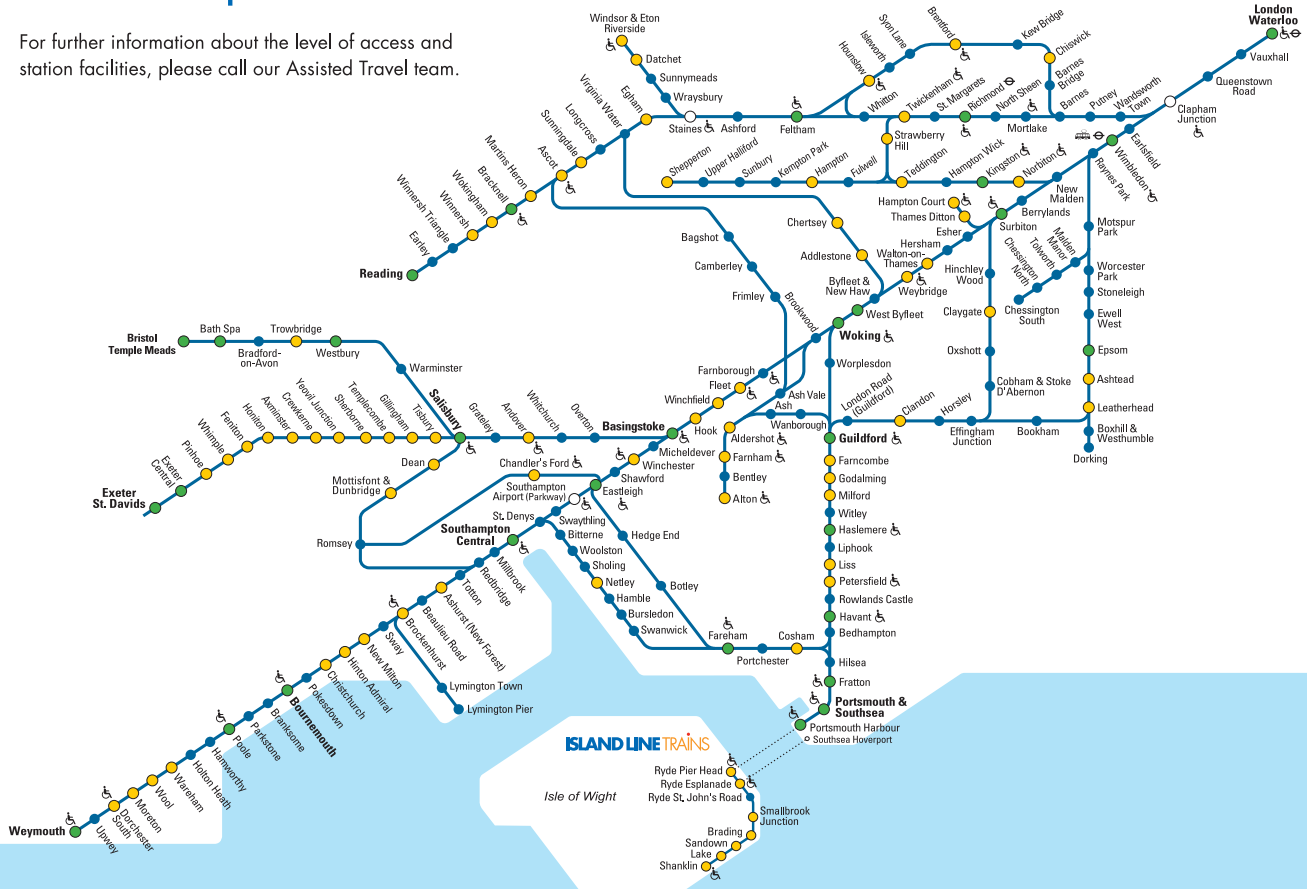 For further information about the level of access and
station facilities, please call our Assisted Travel team.
London
Waterloo
Vauxhall
Queenstown
Road
Clapham
Junction
Wandsworth
Town
Putney
Barnes
Barnes
Bridge
Chiswick
Kew Bridge
Brentford
Syon Lane
Isleworth
Hounslow
Mortlake
North Sheen
Richmond
St. Margarets
Twickenham
Whitton
Feltham
Ashford
Staines
Wraysbury
Sunnymeads
Datchet
Windsor & Eton
Riverside
Egham
Virginia Water
Longcross
Sunningdale
Ascot
Martins Heron
Bracknell
Wokingham
Winnersh
Winnersh Triangle
Earley
Reading
Strawberry
Hill
Shepperton
Upper Halliford
Sunbury
Kempton Park
Hampton
Fulwell
Teddington
Hampton Wick
Kingston
Norbiton
New
Malden
Earlsfield
Wimbledon
Raynes Park
Berrylands
Surbiton
Hampton Court
Thames Ditton
Esher
Hersham
Walton-on-
Thames
Weybridge
Byfleet &
New Haw
West Byfleet
Woking
Chertsey
Addlestone
Bagshot
Camberley
Frimley
Brookwood
Motspur
Park
Malden
Manor
Tolworth
Chessington
North
Chessington
South
Worcester
Park
Stoneleigh
Ewell
West
Epsom
Ashtead
Leatherhead
Boxhill &
Westhumble
Dorking
Hinchley
Wood
Claygate
Oxshott
Cobham & Stoke
D'Abernon
Bookham
Effingham
Junction
Horsley
Clandon
London Road
(Guildford)
Worplesdon
Guildford
Ash Vale
Ash
Wanborough
Aldershot
Farnham
Bentley
Alton
Farnborough
Fleet
Winchfield
Hook
Basingstoke
Bristol
Temple Meads
Bath Spa
Bradford-
on-Avon
Trowbridge
Westbury
Warminster
Salisbury
Grateley
Andover
Whitchurch
Overton
Tisbury
Gillingham
Templecombe
Sherborne
Yeovil Junction
Crewkerne
Axminster
Honiton
Feniton
Whimple
Pinhoe
Exeter
Central
Exeter
St. Davids
Dean
Mottisfont &
Dunbridge
Romsey
Chandler's Ford
Micheldever
Winchester
Shawford
Eastleigh
Southampton
Airport (Parkway)
Swaythling
St. Denys
Southampton
Central
Bitterne
Woolston
Sholing
Netley
Hamble
Bursledon
Swanwick
Hedge End
Botley
Fareham
Portchester
Cosham
Farncombe
Godalming
Milford
Witley
Haslemere
Liphook
Liss
Petersfield
Rowlands Castle
Havant
Bedhampton
Hilsea
Fratton
Portsmouth &
Southsea
Portsmouth Harbour
Southsea Hoverport
Millbrook
Redbridge
Totton
Ashurst (New Forest)
Beaulieu Road
Brockenhurst
Lymington Town
Lymington Pier
Sway
New Milton
Hinton Admiral
Christchurch
Pokesdown
Bournemouth
Branksome
Parkstone
Poole
Hamworthy
Holton Heath
Wareham
Wool
Moreton
Dorchester
South
Upwey
Weymouth
ISLAND LINE TRAINS
Isle of Wight
Ryde Pier Head
Ryde Esplanade
Ryde St. John's Road
Smallbrook
Junction
Brading
Sandown
Lake
Shanklin